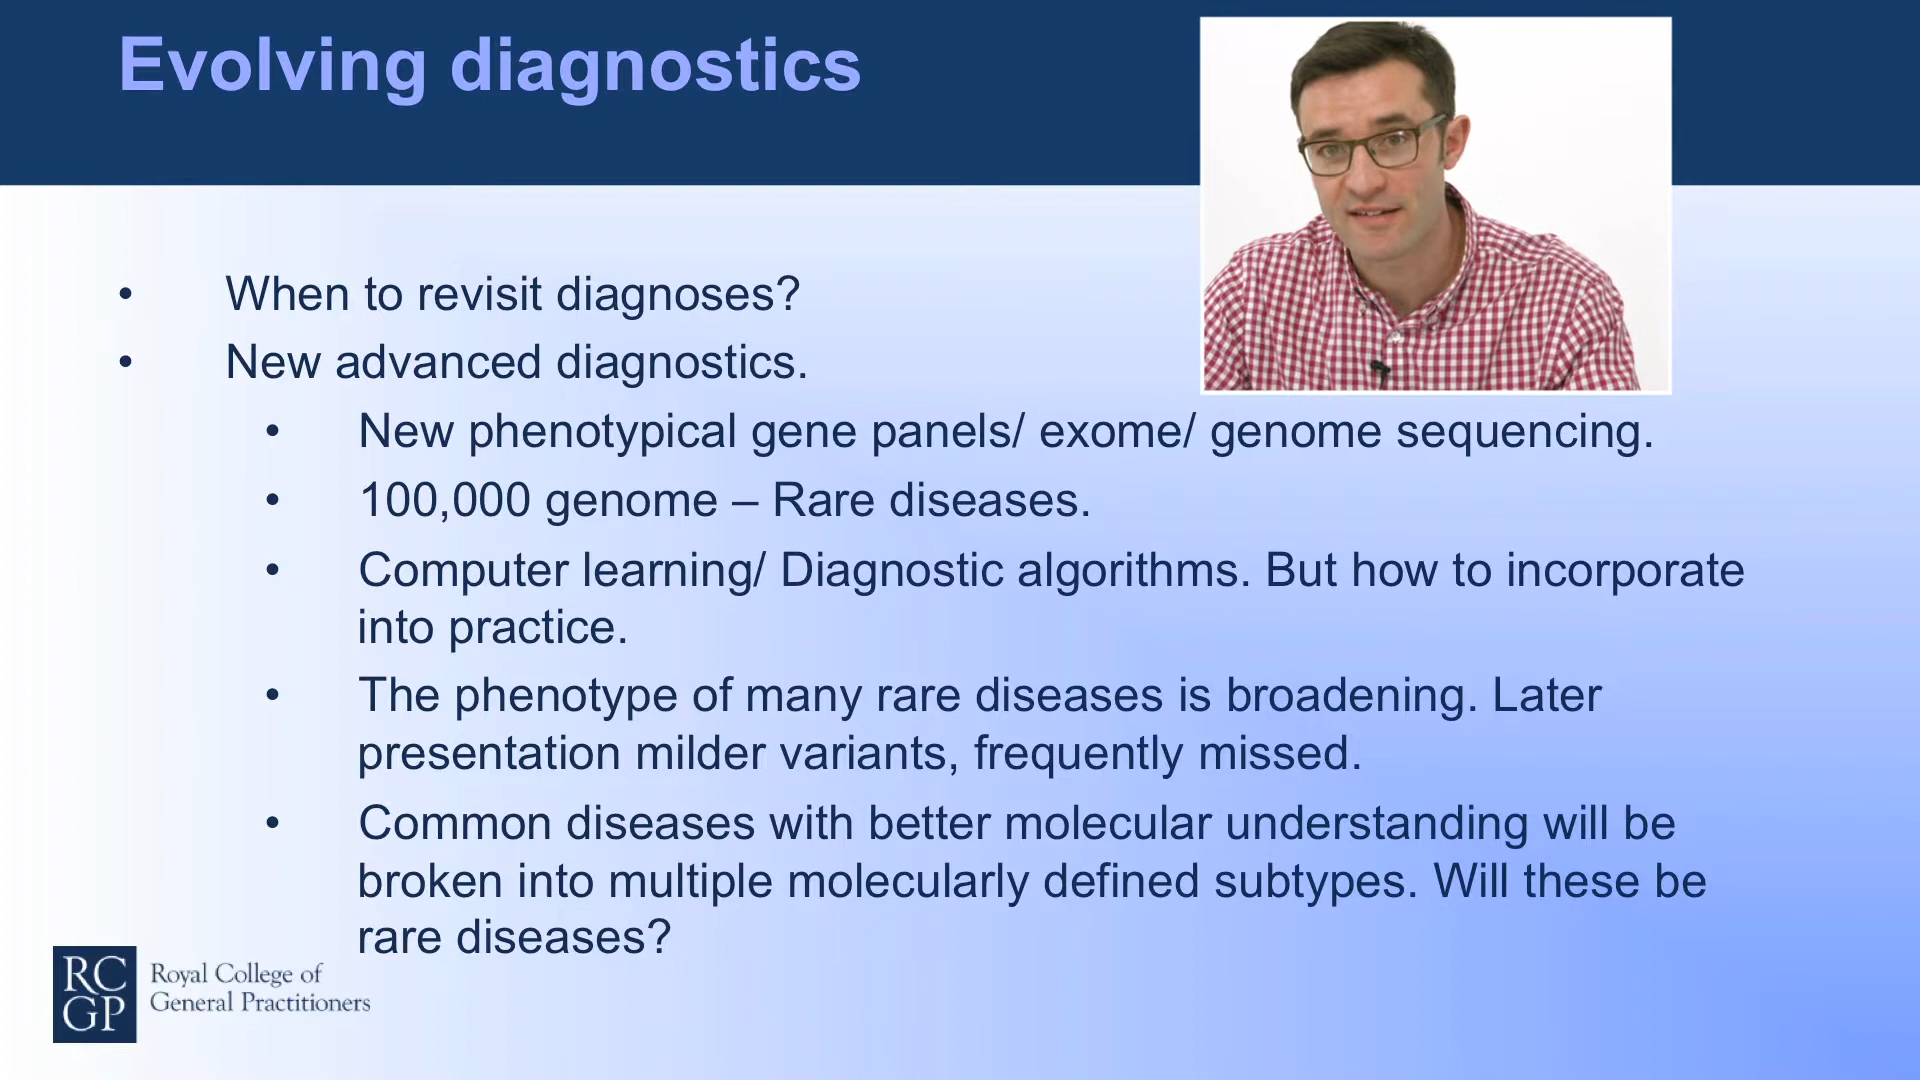 Evolving diagnostics
• When to revisit diagnoses?
• New advanced diagnostics.
• New phenotypical gene panels/ exome/ genome sequencing.
• 100,000 genome – Rare diseases.
• Computer learning/ Diagnostic algorithms. But how to incorporate
into practice.
• The phenotype of many rare diseases is broadening. Later
presentation milder variants, frequently missed.
• Common diseases with better molecular understanding will be
broken into multiple molecularly defined subtypes. Will these be
rare diseases?
RC
GP
Royal College of
General Practitioners